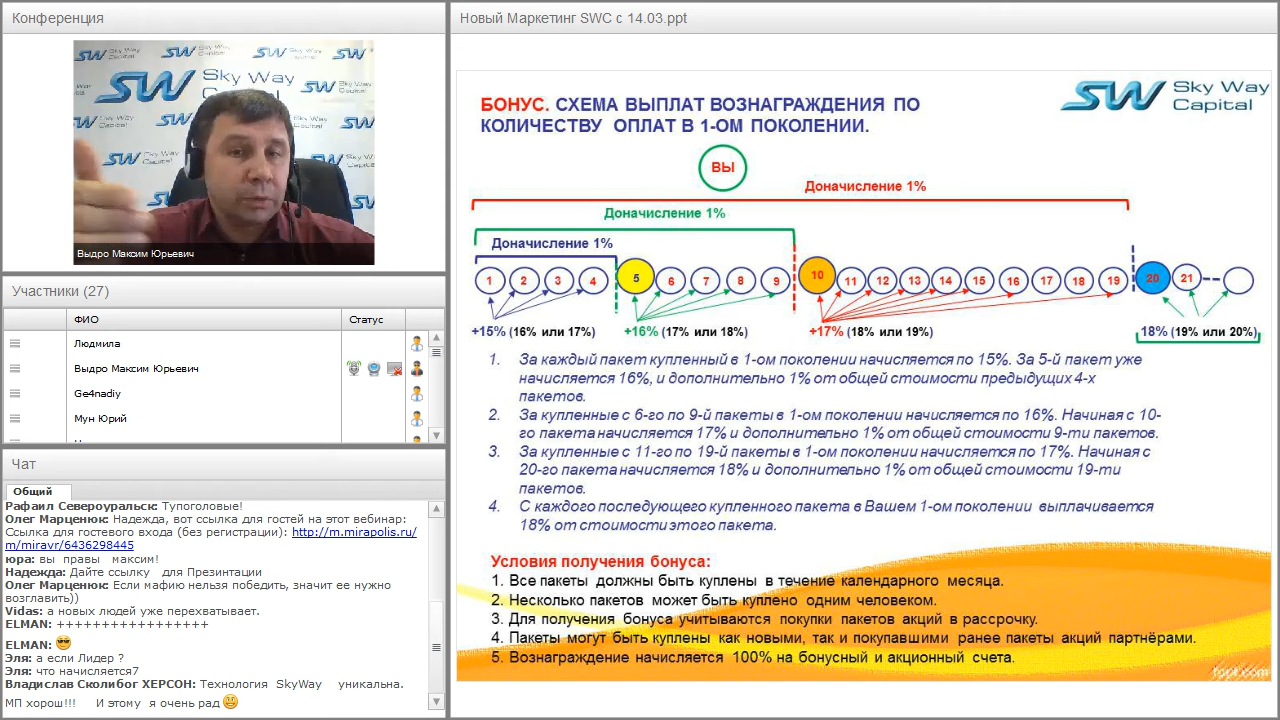 Конференция
Sky Way
Capital
Выдро Максим Юрьевич
Участники (27)
ФИО
Статус
Людмила
Выдро Максим Юрьевич
Ge4nadiy
Мун Юрий
Чат
Общий
Рафаил Североуральск: Тупоголовые!
Олег Марценюк: Надежда, вот ссылка для гостей на этот вебинар:
Ссылка для гостевого входа (без регистрации): http://m.mirapolis.ru/
m/miravr/6436298445
юра: вы правы максим!
Надежда: Дайте ссылку для Презинтации
Олег Марценюк: Если мафию нельзя победить, значит ее нужно
возглавить))
Vidas: а новых людей уже перехватывает.
ELMAN: +++++++++++++++++
ELMAN:
Эля: а если Лидер ?
Эля: что начисляется7
Владислав Сколибог ХЕРСОН: Технология SkyWay уникальна.
МП хорош!!! И этому я очень рад
Новый Маркетинг SWC с 14.03.ppt
БОНУС. СХЕМА ВЫПЛАТ ВОЗНАГРАЖДЕНИЯ ПО
КОЛИЧЕСТВУ ОПЛАТ В 1-ОМ ПОКОЛЕНИИ.
SW Sky Way
Capital
ВЫ
Доначисление 1%
Доначисление 1%
Доначисление 1%
1 2 3 4 5 6 7 8 9 10 11 12 13 14 15 16 17 18 19 20 21
+15% (16% или 17%) +16% (17% или 18%) +17% (18% или 19%) 18% (19% или 20%)
1. За каждый пакет купленный в 1-ом поколении начисляется по 15%. За 5-й пакет уже
начисляется 16%, и дополнительно 1% от общей стоимости предыдущих 4-х
пакетов.
2. За купленные с 6-го по 9-й пакеты в 1-ом поколении начисляется по 16%. Начиная с 10-
го пакета начисляется 17% и дополнительно 1% от общей стоимости 9-ти пакетов.
3. За купленные с 11-го по 19-й пакеты в 1-ом поколении начисляется по 17%. Начиная с
20-го пакета начисляется 18% и дополнительно 1% от общей стоимости 19-ти
пакетов.
4. С каждого последующего купленного пакета в Вашем 1-ом поколении выплачивается
18% от стоимости этого пакета.
Условия получения бонуса:
1. Все пакеты должны быть куплены в течение календарного месяца.
2. Несколько пакетов может быть куплено одним человеком.
3. Для получения бонуса учитываются покупки пакетов акций в рассрочку.
4. Пакеты могут быть куплены как новыми, так и покупавшими ранее пакеты акций партнёрами.
5. Вознаграждение начисляется 100% на бонусный и акционный счета.